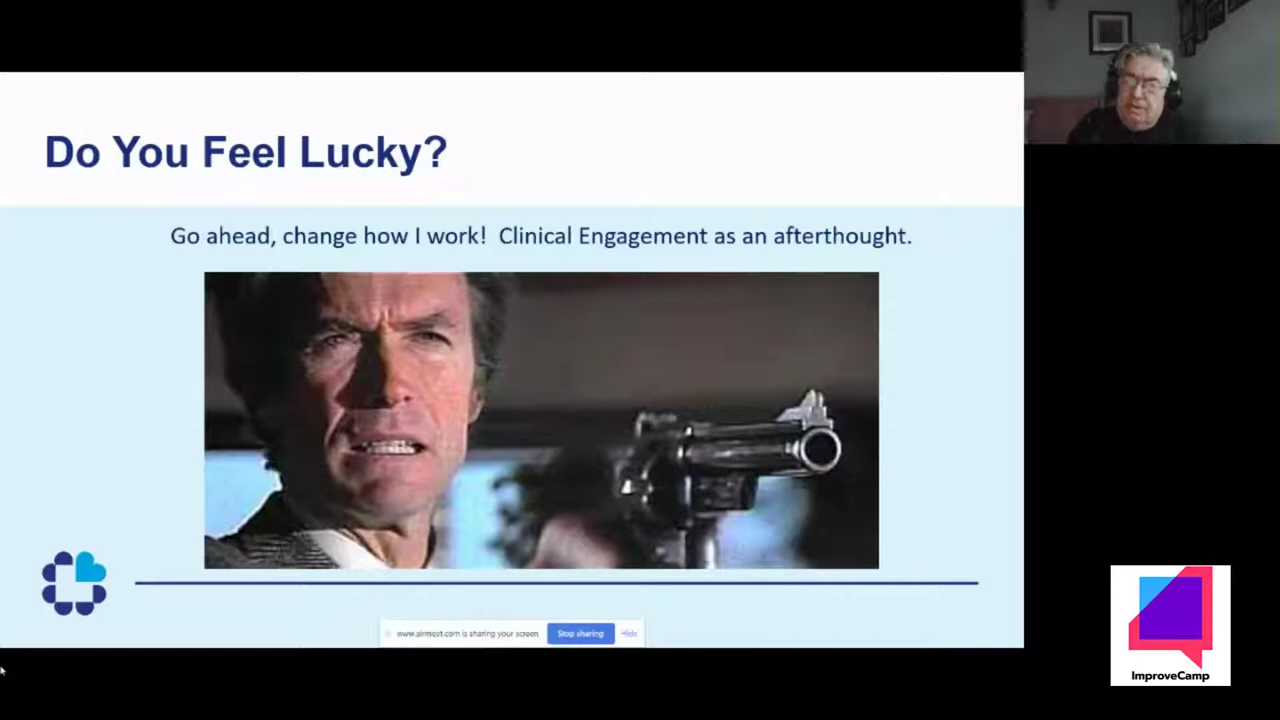 Do You Feel Lucky?
Go ahead, change how I work!  Clinical Engagement as an afterthought.
www.airmeet.com is sharing your screen
Stop sharing
Hide
ImproveCamp